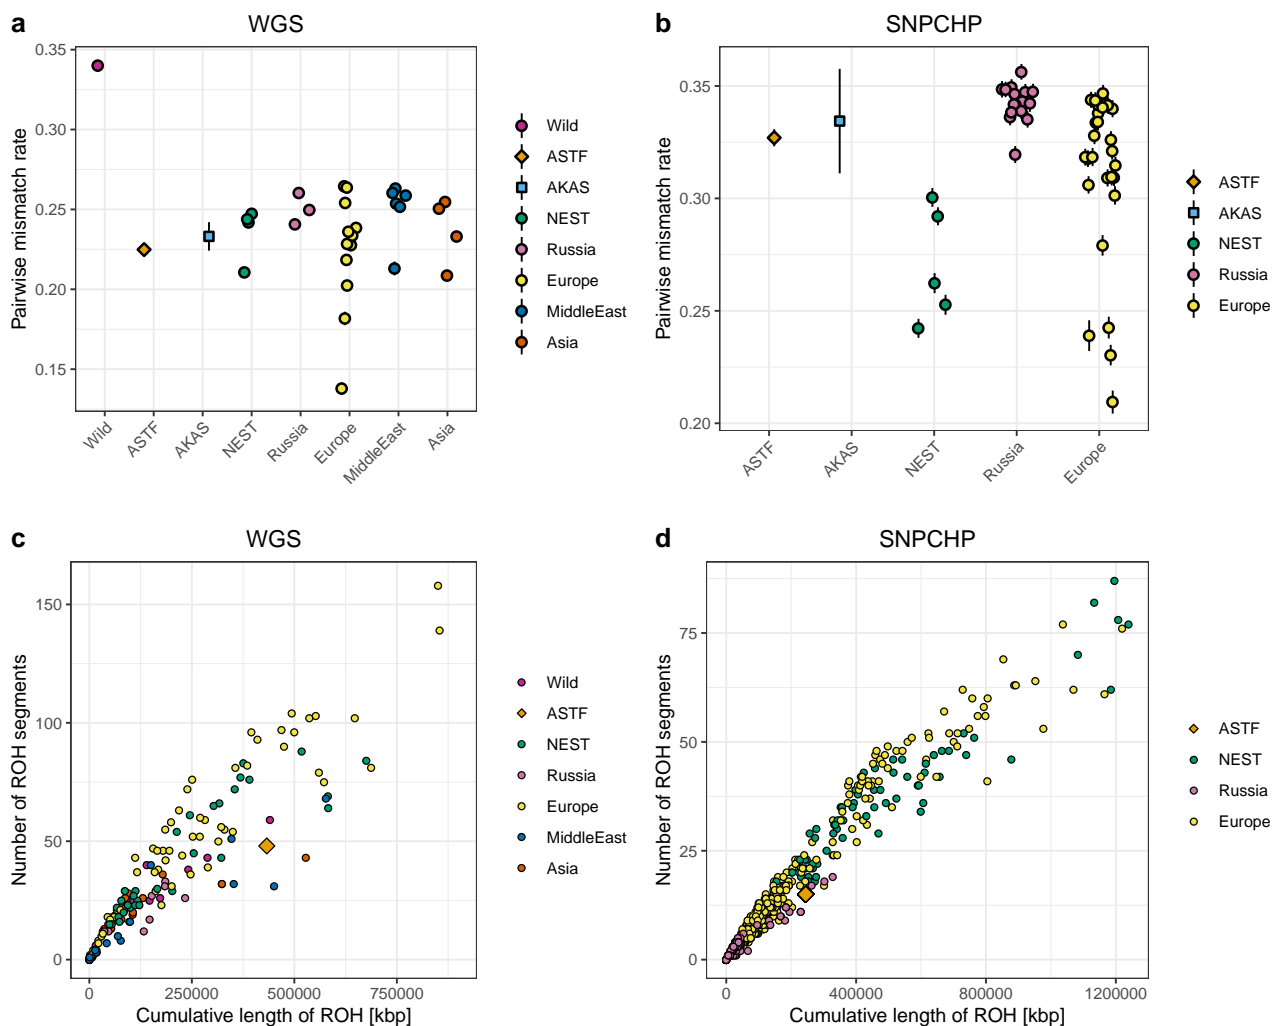 a
WGS
Pairwise mismatch rate
0.35
0.30
0.25
0.20
0.15
Wild
ASTF
AKAS
NEST
Russia
Europe
MiddleEast
Asia
Wild
ASTF
AKAS
NEST
Russia
Europe
MiddleEast
Asia
b
SNPCHP
Pairwise mismatch rate
0.35
0.30
0.25
0.20
ASTF
AKAS
NEST
Russia
Europe
ASTF
AKAS
NEST
Russia
Europe
c
WGS
Number of ROH segments
150
100
50
0
0
250000
500000
750000
Cumulative length of ROH [kbp]
Wild
ASTF
NEST
Russia
Europe
MiddleEast
Asia
d
SNPCHP
Number of ROH segments
75
50
25
0
0
400000
800000
1200000
Cumulative length of ROH [kbp]
ASTF
NEST
Russia
Europe